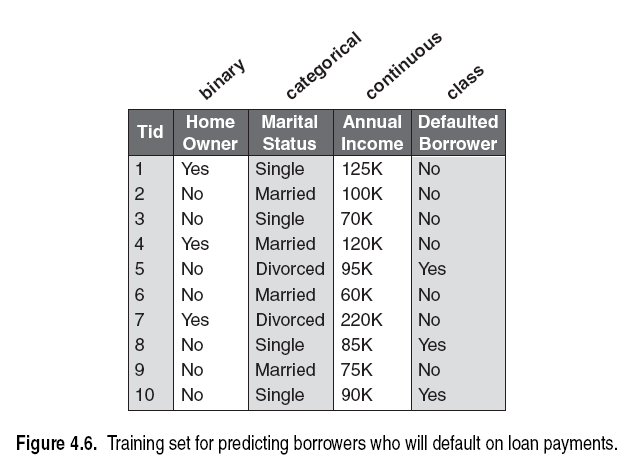 binary categorical continuous class
Tid Home Owner Marital Status Annual Income Defaulted Borrower
1 Yes Single 125K No
2 No Married 100K No
3 No Single 70K No
4 Yes Married 120K No
5 No Divorced 95K Yes
6 No Married 60K No
7 Yes Divorced 220K No
8 No Single 85K Yes
9 No Married 75K No
10 No Single 90K Yes
Figure 4.6. Training set for predicting borrowers who will default on loan payments.